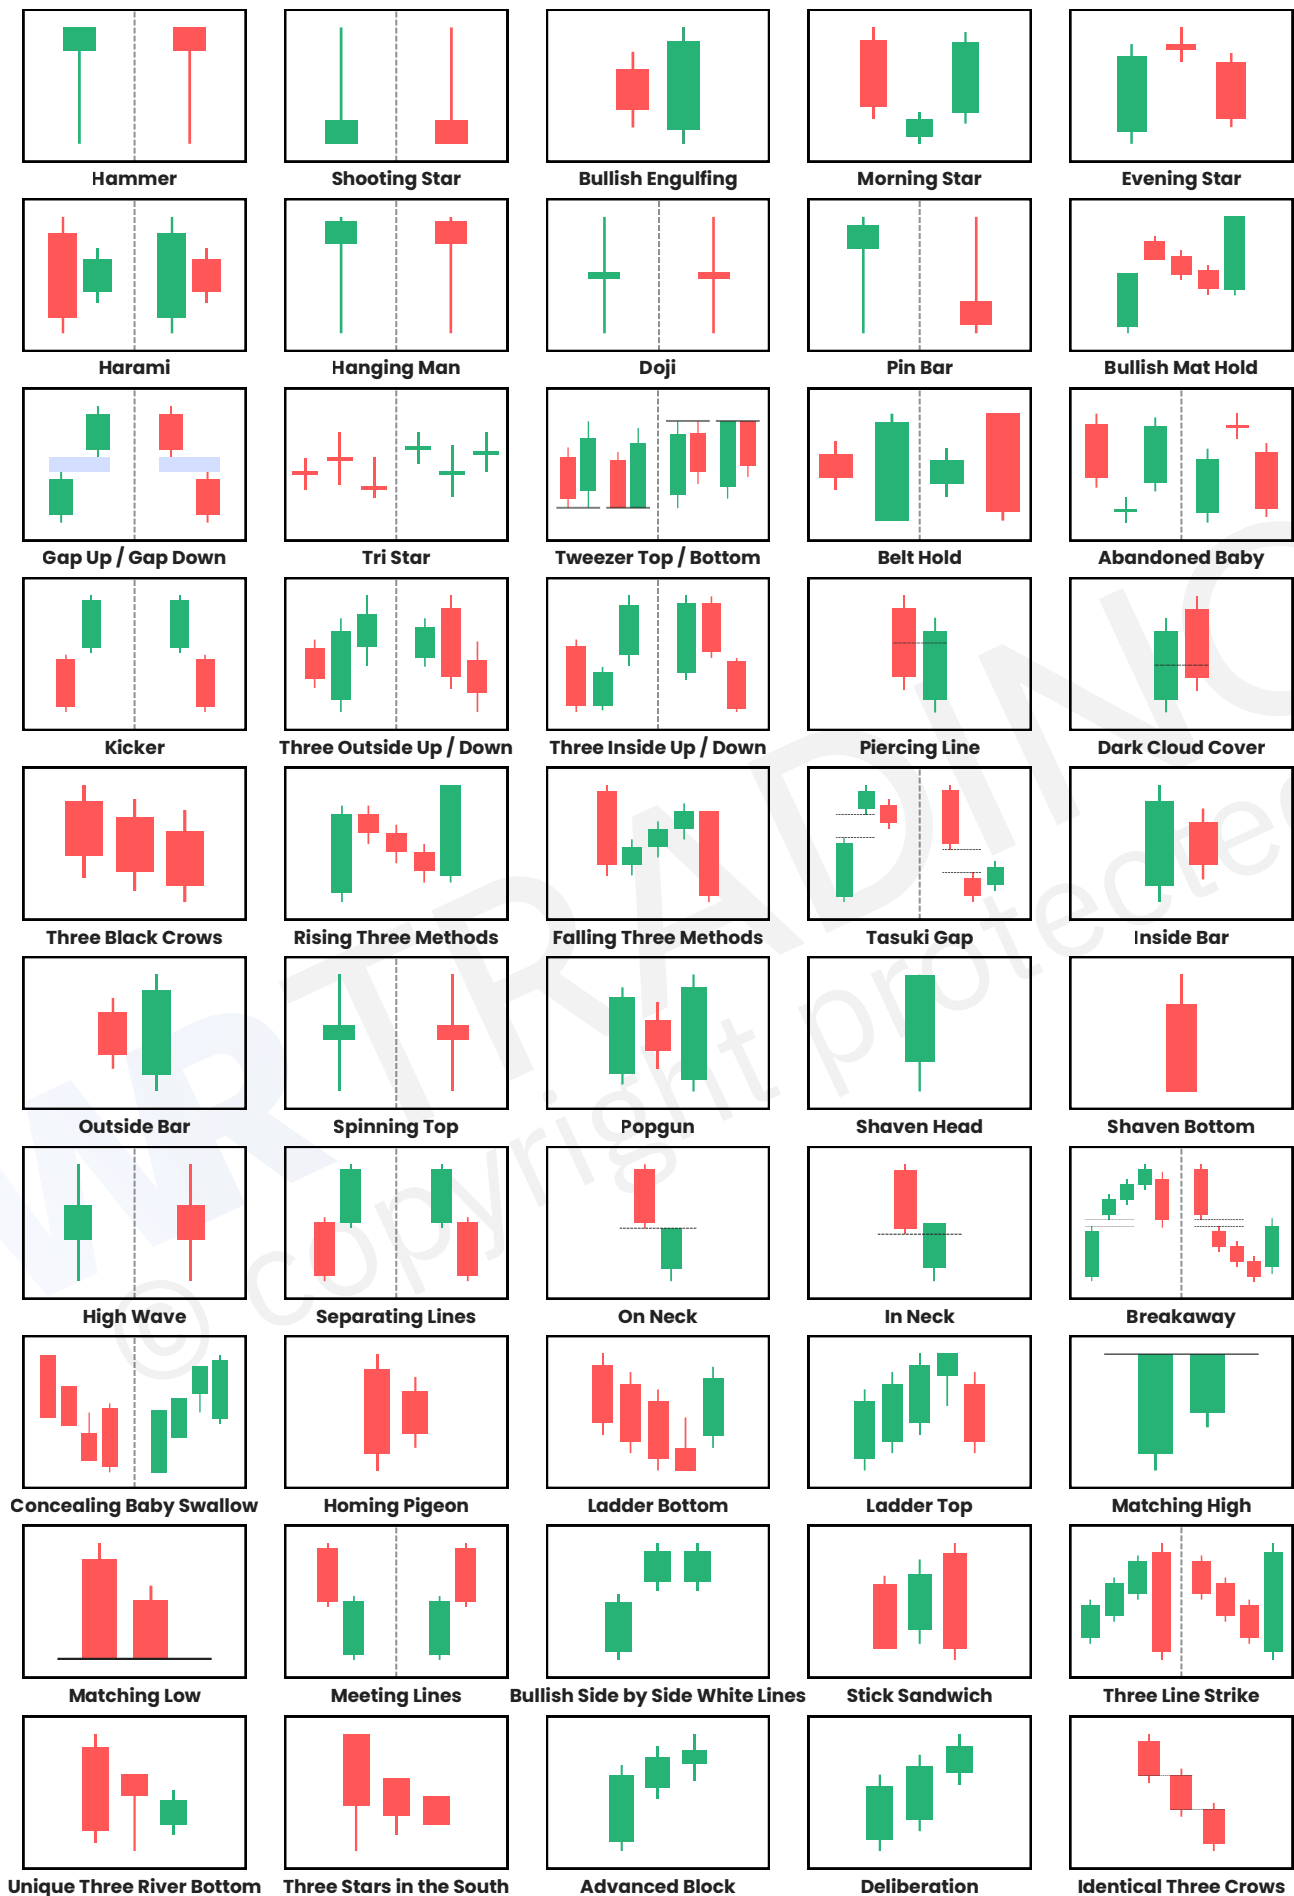 Hammer
Shooting Star
Bullish Engulfing
Morning Star
Evening Star
Harami
Hanging Man
Doji
Pin Bar
Bullish Mat Hold
Gap Up / Gap Down
Tri Star
Tweezer Top / Bottom
Belt Hold
Abandoned Baby
Kicker
Three Outside Up / Down
Three Inside Up / Down
Piercing Line
Dark Cloud Cover
Three Black Crows
Rising Three Methods
Falling Three Methods
Tasuki Gap
Inside Bar
Outside Bar
Spinning Top
Popgun
Shaven Head
Shaven Bottom
High Wave
Separating Lines
On Neck
In Neck
Breakaway
Concealing Baby Swallow
Homing Pigeon
Ladder Bottom
Ladder Top
Matching High
Matching Low
Meeting Lines
Bullish Side by Side White Lines
Stick Sandwich
Three Line Strike
Unique Three River Bottom
Three Stars in the South
Advanced Block
Deliberation
Identical Three Crows
WRTRADING
© copyright protected